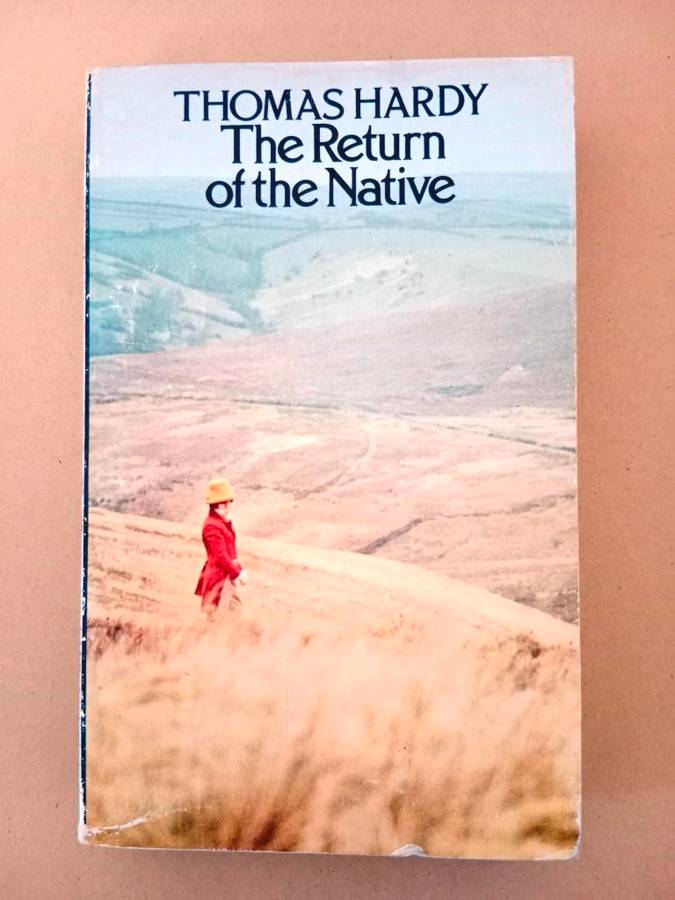 THOMAS HARDY
The Return
of the Native